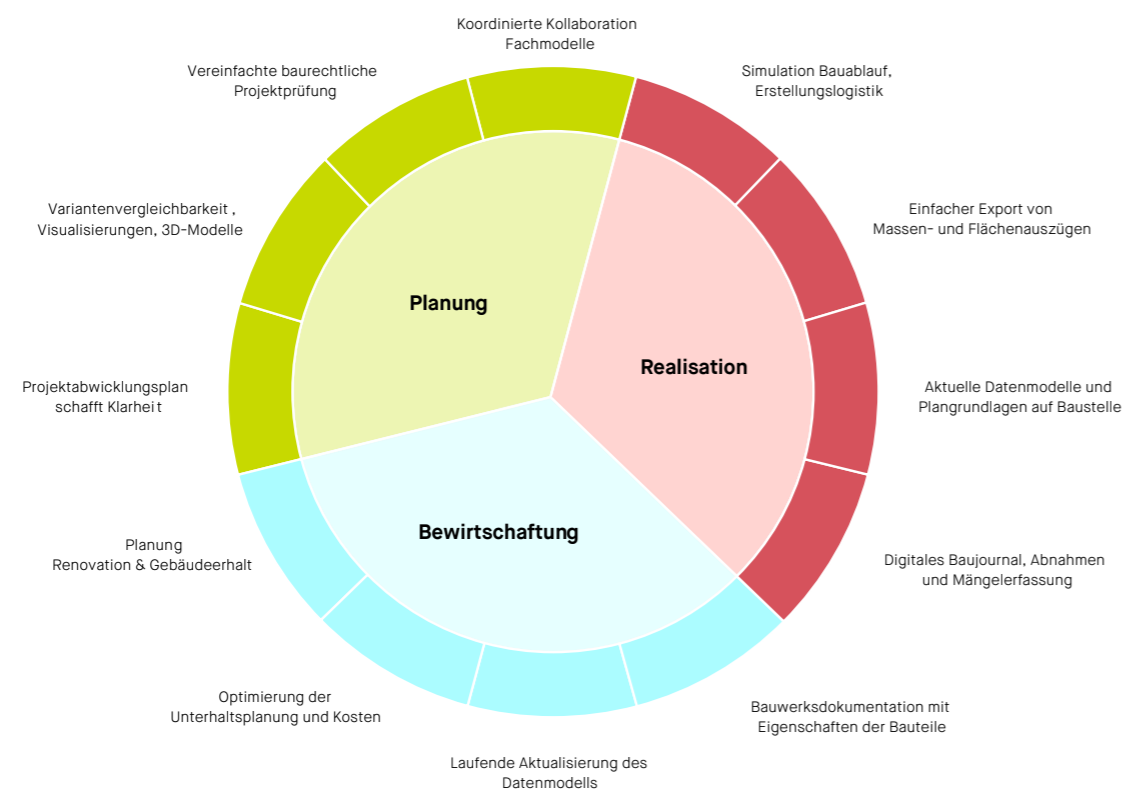 Koordinierte Kollaboration
Fachmodelle
Simulation Bauablauf,
Erstellungslogistik
Einfacher Export von
Massen- und Flächenauszügen
Aktuelle Datenmodelle und
Plangrundlagen auf Baustelle
Digitales Baujournal, Abnahmen
und Mängelerfassung
Bauwerksdokumentation mit
Eigenschaften der Bauteile
Laufende Aktualisierung des
Datenmodells
Optimierung der
Unterhaltsplanung und Kosten
Planung
Renovation & Gebäudeerhalt
Projektabwicklungsplan
schafft Klarheit
Variantenvergleichbarkeit ,
Visualisierungen, 3D-Modelle
Vereinfachte baurechtliche
Projektprüfung
Planung
Realisation
Bewirtschaftung